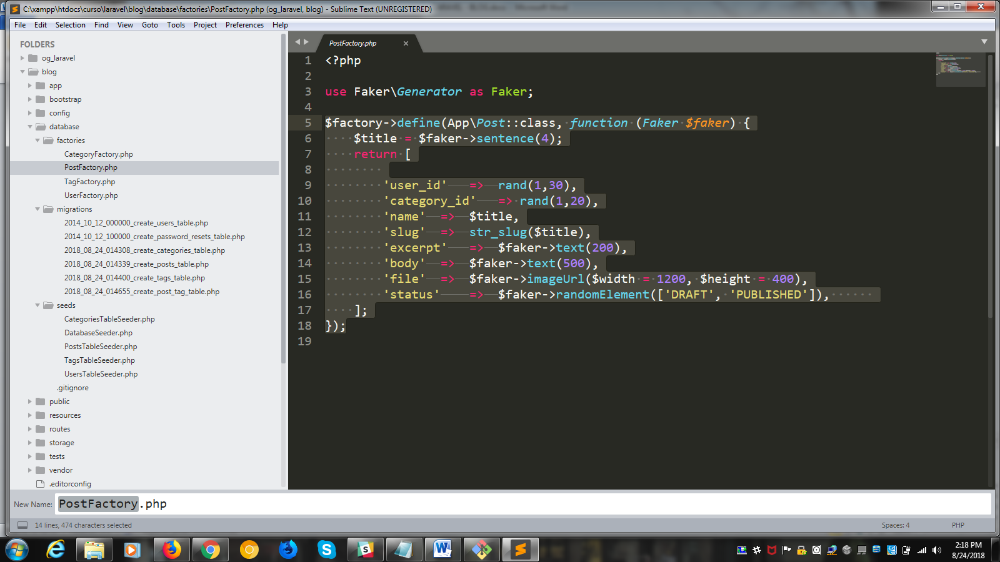 C:\xampp\htdocs\curso\laravel\blog\database\factories\PostFactory.php (og_laravel, blog) - Sublime Text (UNREGISTERED)
File Edit Selection Find View Goto Tools Project Preferences Help
FOLDERS
og_laravel
blog
app
bootstrap
config
database
factories
CategoryFactory.php
PostFactory.php
TagFactory.php
UserFactory.php
migrations
2014_10_12_000000_create_users_table.php
2014_10_12_100000_create_password_resets_table.php
2018_08_24_014308_create_categories_table.php
2018_08_24_014339_create_posts_table.php
2018_08_24_014400_create_tags_table.php
2018_08_24_014655_create_post_tag_table.php
seeds
CategoriesTableSeeder.php
DatabaseSeeder.php
PostsTableSeeder.php
TagsTableSeeder.php
UsersTableSeeder.php
.gitignore
public
resources
routes
storage
tests
vendor
.editorconfig
PostFactory.php
1 <?php
2
3 use Faker\Generator as Faker;
4
5 $factory->define(App\Post::class, function (Faker $faker) {
6     $title = $faker->sentence(4);
7     return [
8
9         'user_id' => rand(1,30),
10         'category_id' => rand(1,20),
11         'name' => $title,
12         'slug' => str_slug($title),
13         'excerpt' => $faker->text(200),
14         'body' => $faker->text(500),
15         'file' => $faker->imageUrl($width = 1200, $height = 400),
16         'status' => $faker->randomElement(['DRAFT', 'PUBLISHED']),
17     ];
18 });
19
New Name: PostFactory.php
14 lines, 474 characters selected Spaces: 4 PHP
2:18 PM
8/24/2018